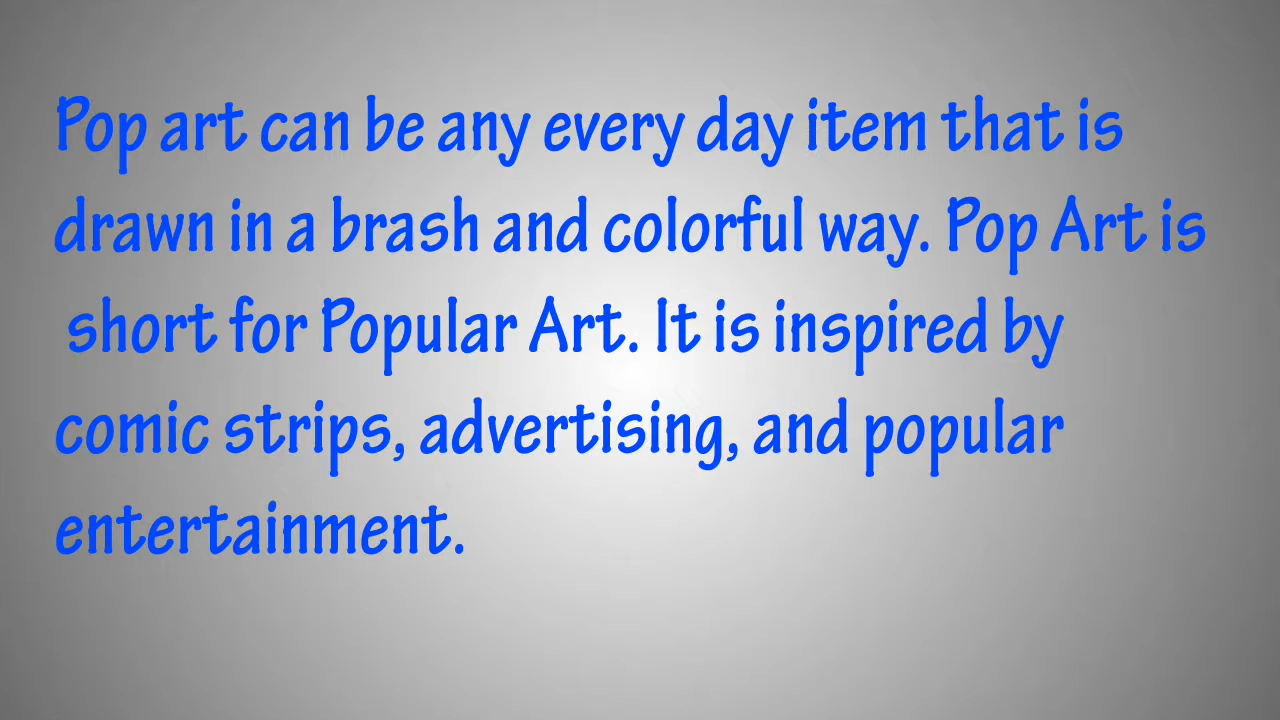 Pop art can be any every day item that is
drawn in a brash and colorful way. Pop Art is
short for Popular Art. It is inspired by
comic strips, advertising, and popular
entertainment.